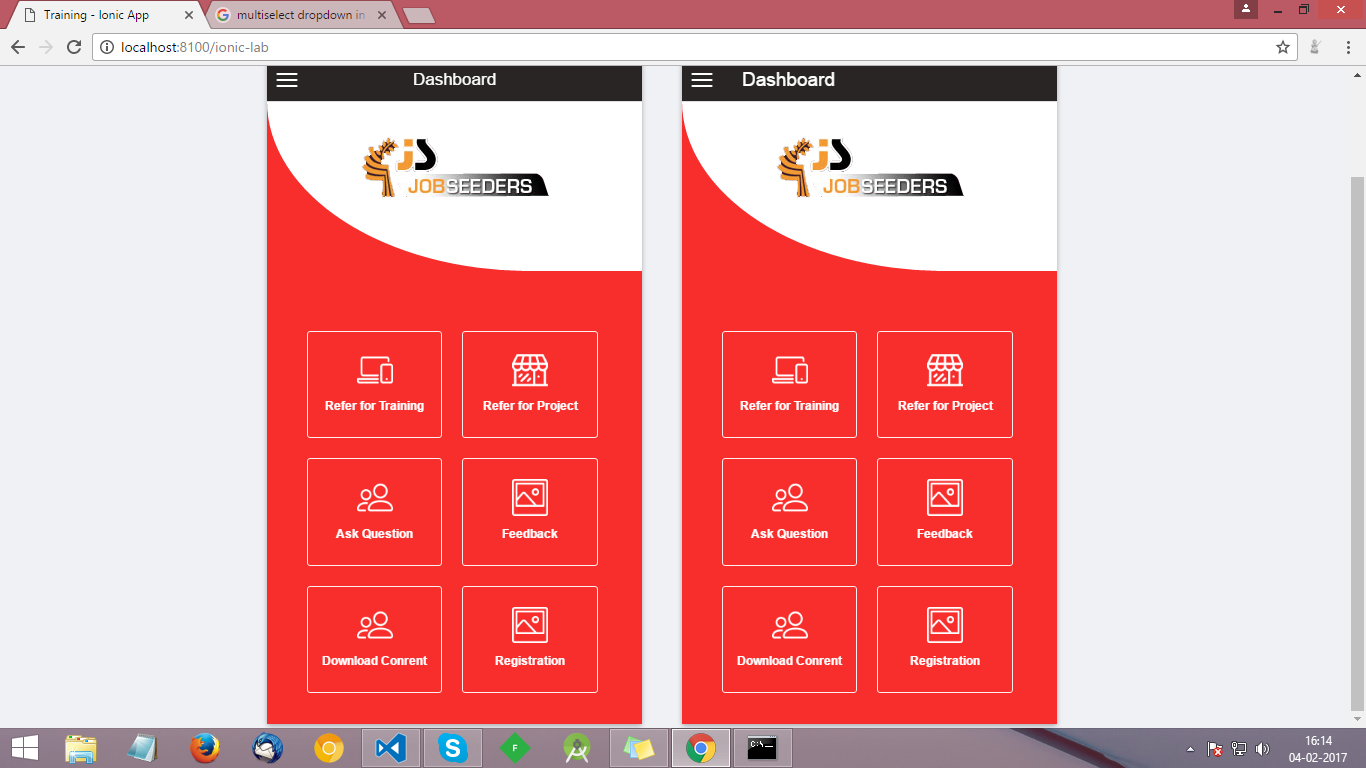 Training - Ionic App
multiselect dropdown in
localhost:8100/ionic-lab
Dashboard
Dashboard
JS
JOBSEEDERS
JS
JOBSEEDERS
Refer for Training
Refer for Project
Refer for Training
Refer for Project
Ask Question
Feedback
Ask Question
Feedback
Download Conrent
Registration
Download Conrent
Registration
F
C:\.
16:14
04-02-2017